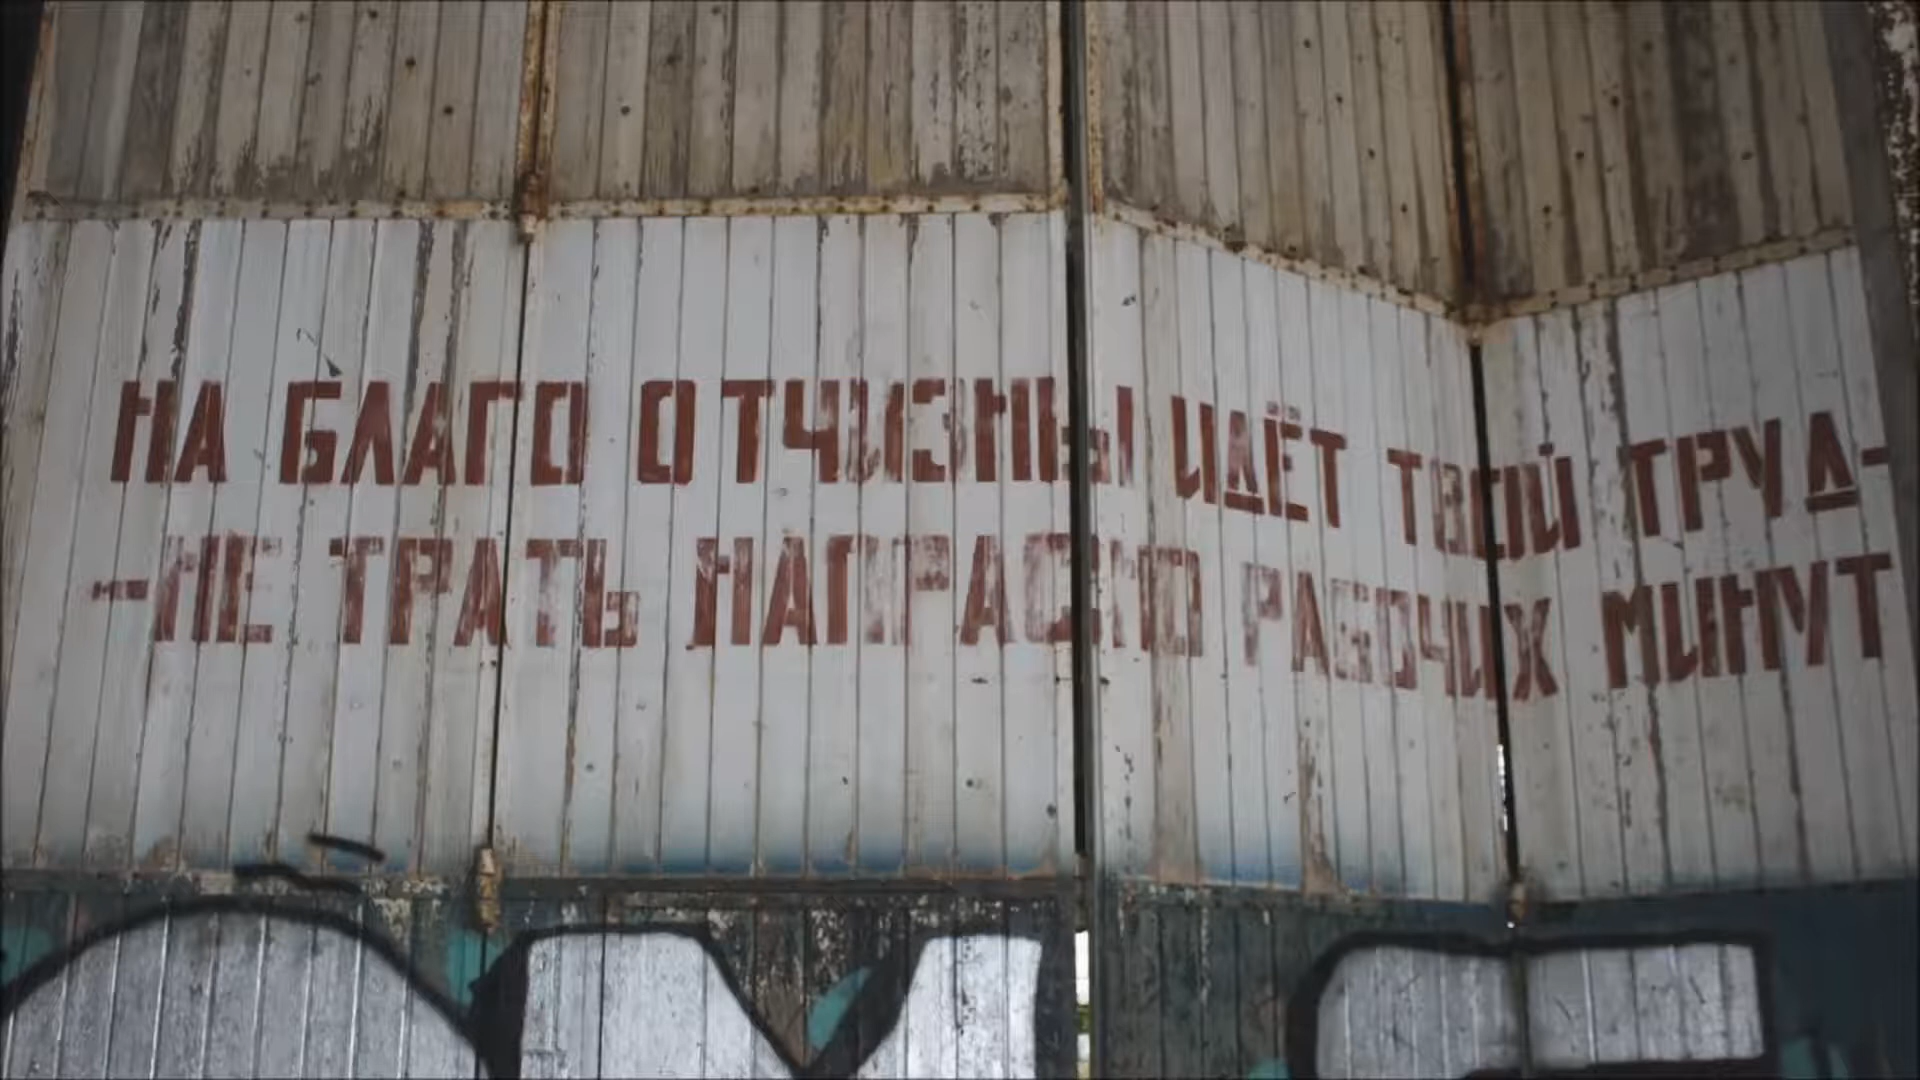 НА БЛАГО ОТЧИЗНЫ ИДЁТ ТВОЙ ТРУД-
-НЕ ТРАТЬ НАПРАСНО РАБОЧИХ МИНУТ